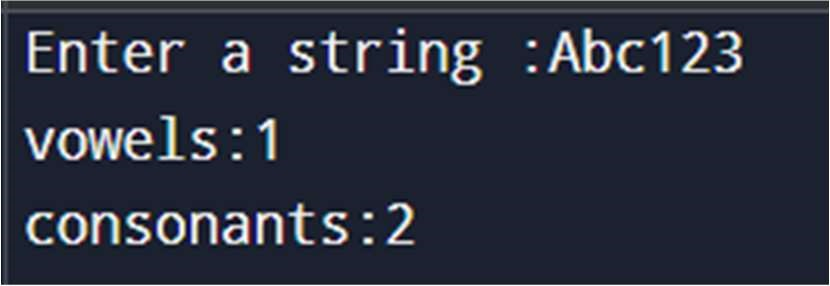 Enter a string :Abc123
vowels:1
consonants:2